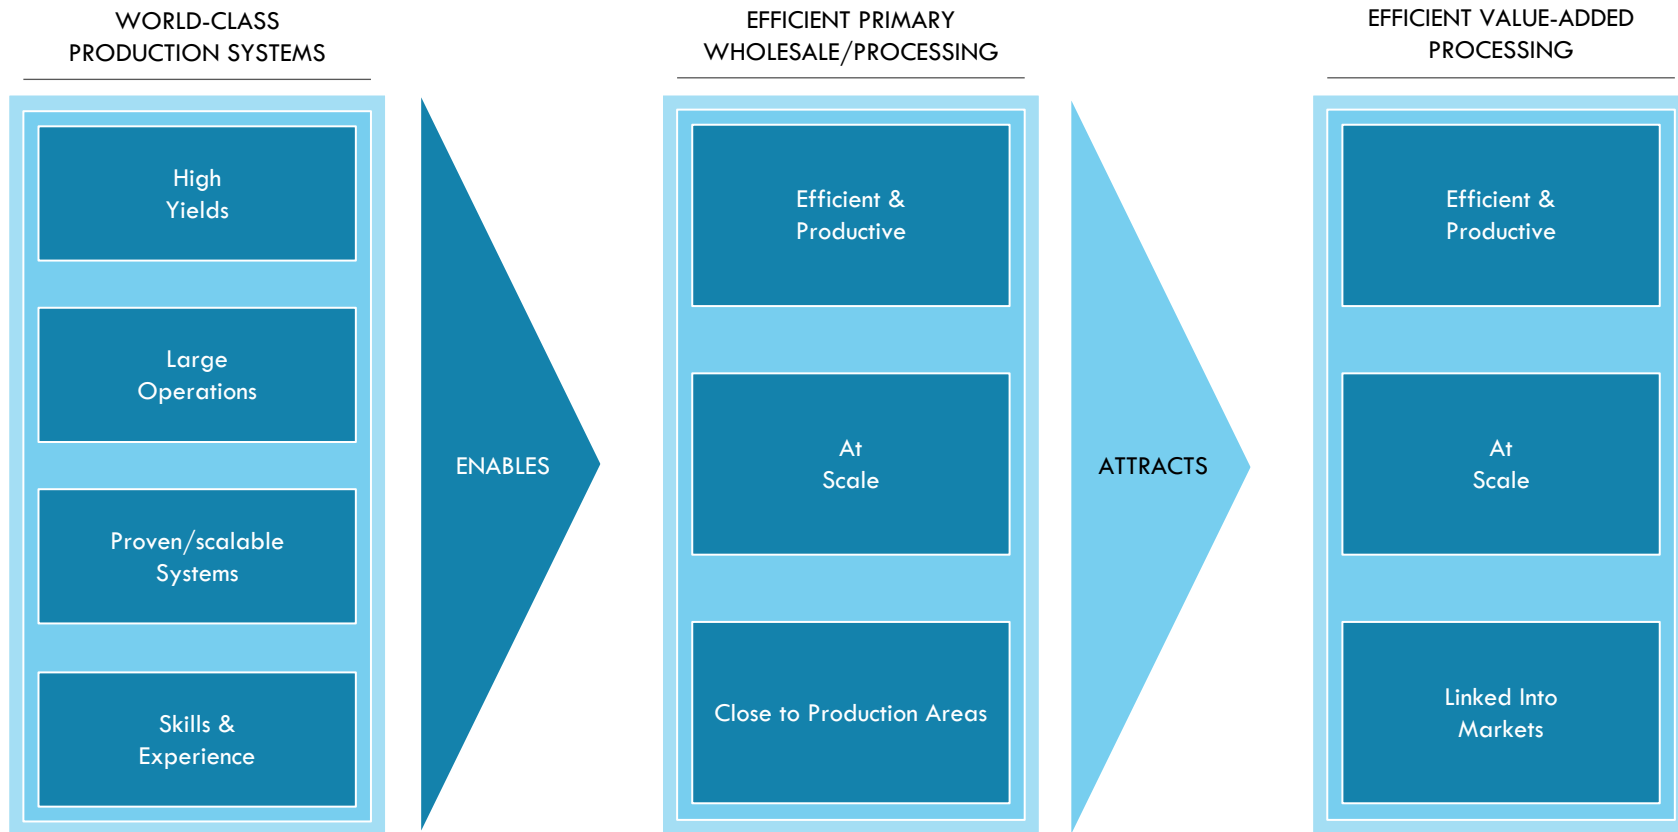 WORLD-CLASS
PRODUCTION SYSTEMS
High
Yields
Large
Operations
Proven/scalable
Systems
Skills &
Experience
ENABLES
EFFICIENT PRIMARY
WHOLESALE/PROCESSING
Efficient &
Productive
At
Scale
Close to Production Areas
ATTRACTS
EFFICIENT VALUE-ADDED
PROCESSING
Efficient &
Productive
At
Scale
Linked Into
Markets